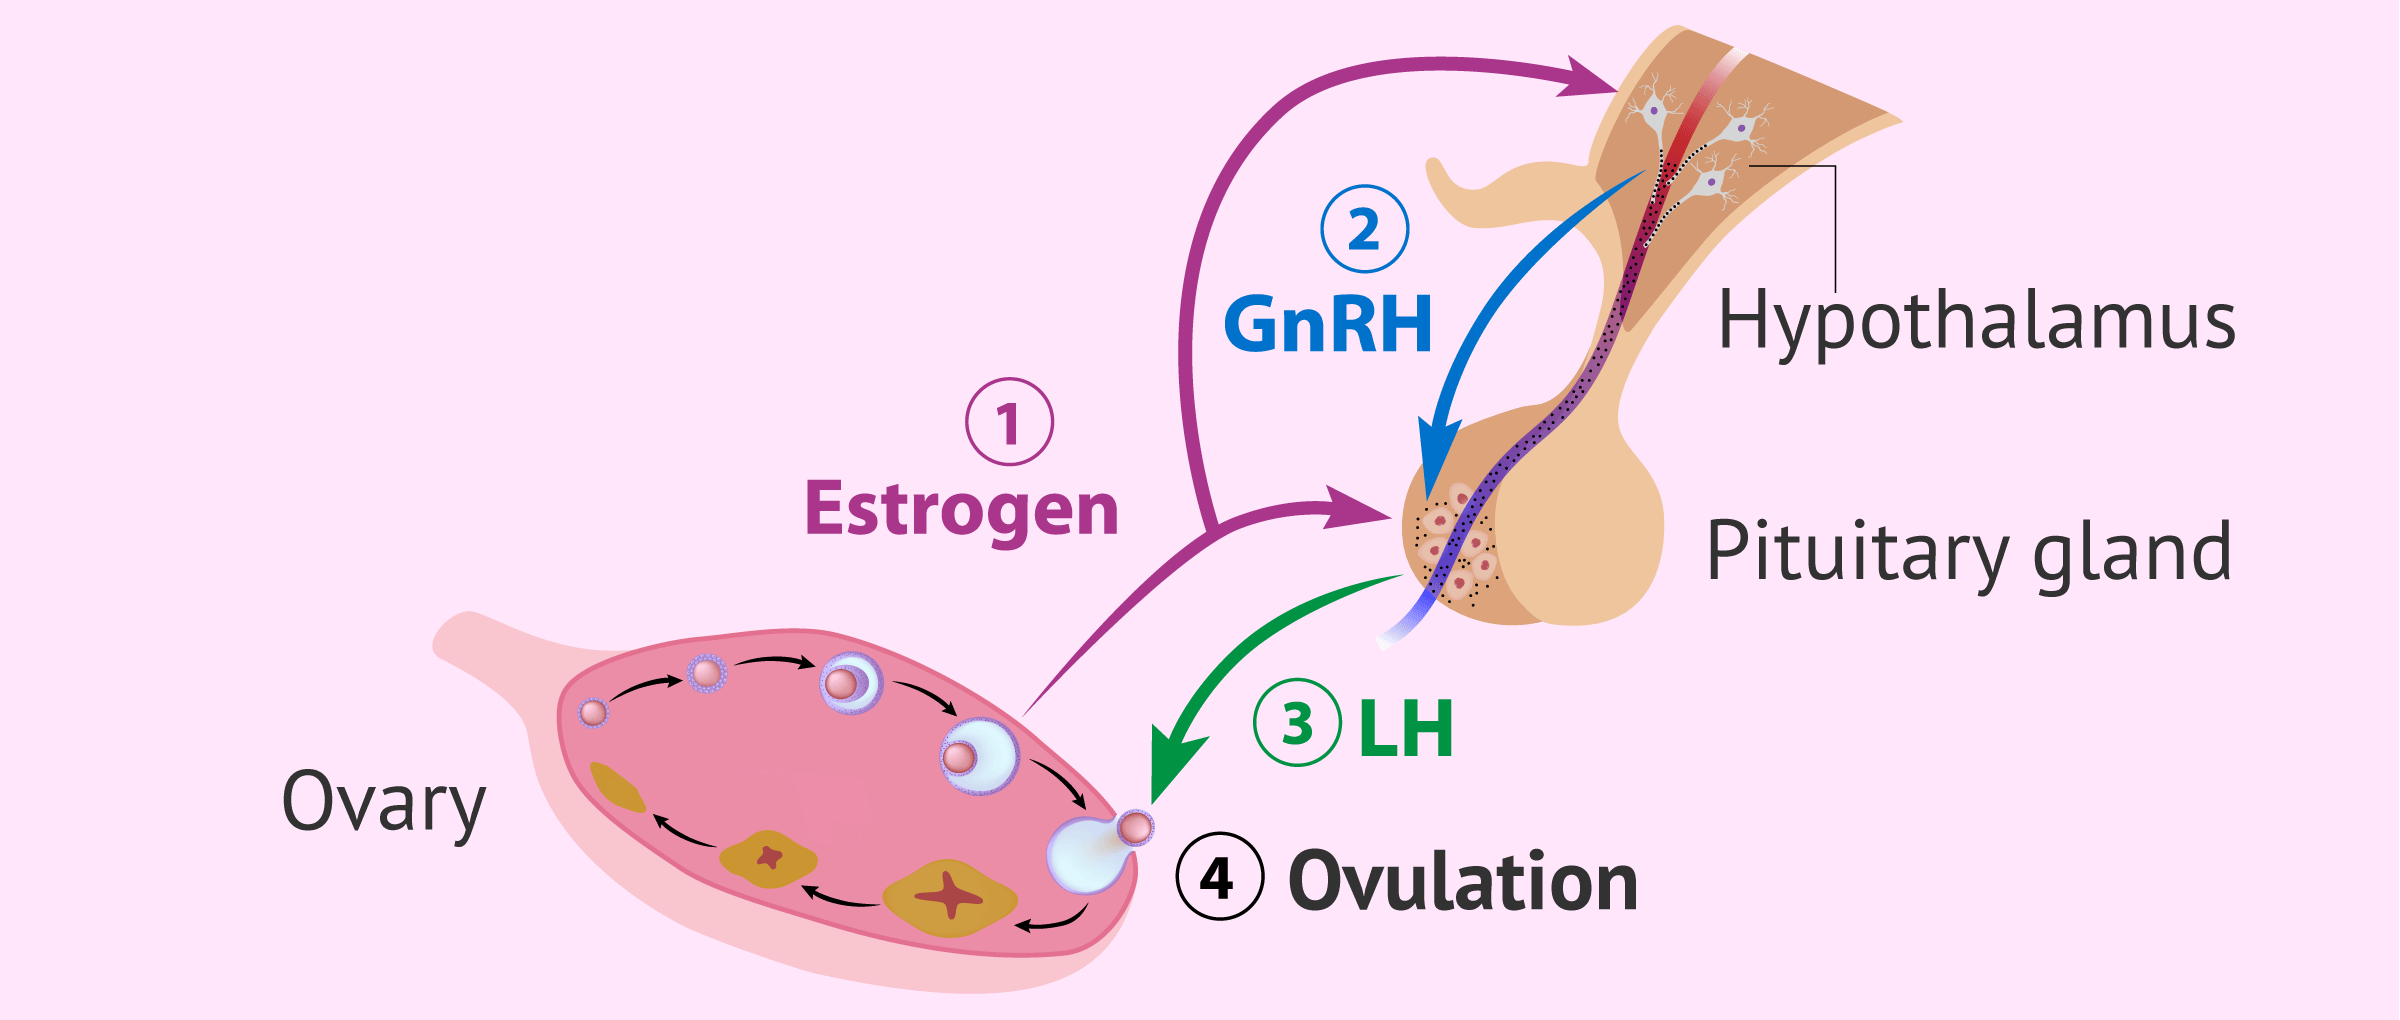 2
GnRH
Hypothalamus
1
Estrogen
Pituitary gland
3 LH
Ovary
4 Ovulation